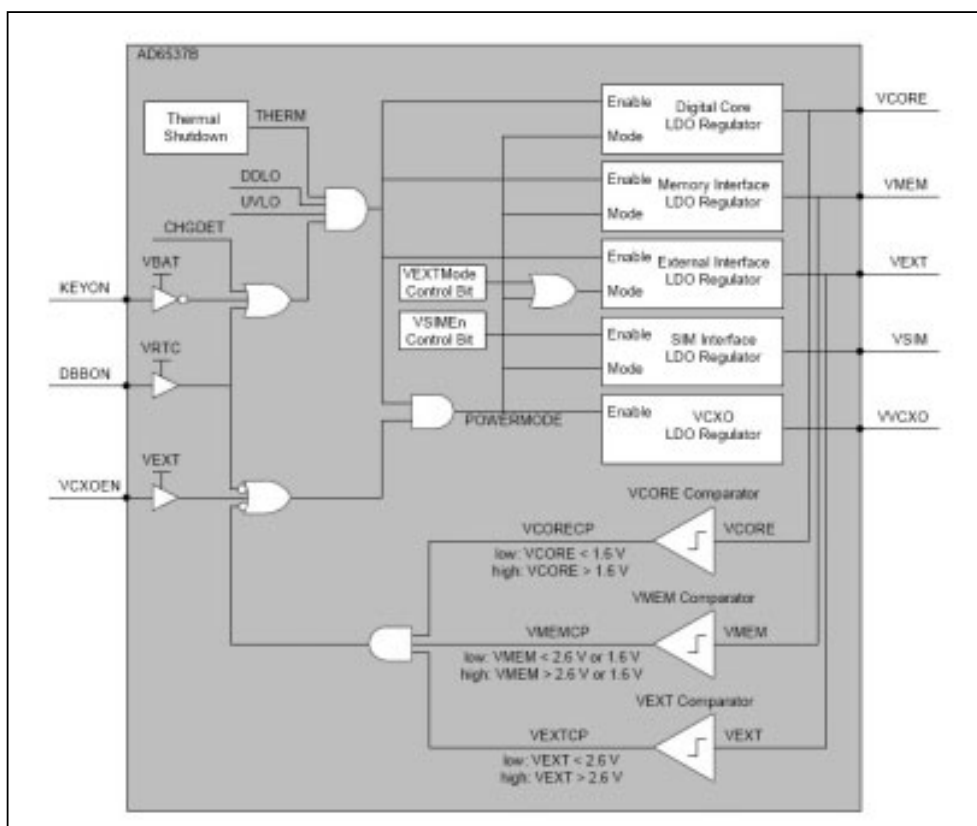 AD6537B
Thermal
Shutdown
THERM
DDLO
UVLO
CHGDET
VBAT
KEYON
VRTC
DBBON
VEXT
VCXOEN
Enable
Mode
Digital Core
LDO Regulator
VCORE
Enable
Mode
Memory Interface
LDO Regulator
VMEM
VEXTMode
Control Bit
Enable
Mode
External Interface
LDO Regulator
VEXT
VSIMEn
Control Bit
Enable
Mode
SIM Interface
LDO Regulator
VSIM
POWERMODE
Enable
VCXO
LDO Regulator
VVCXO
VCORE Comparator
VCORECP
VCORE
low: VCORE < 1.6 V
high: VCORE > 1.6 V
VMEM Comparator
VMEMCP
VMEM
low: VMEM < 2.6 V or 1.6 V
high: VMEM > 2.6 V or 1.6 V
VEXT Comparator
VEXTCP
VEXT
low: VEXT < 2.6 V
high: VEXT > 2.6 V